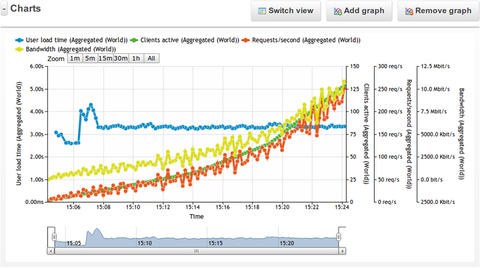 Charts
Switch view
Add graph
Remove graph
User load time (Aggregated (World)) Clients active (Aggregated (World)) Requests/second (Aggregated (World))
Bandwidth (Aggregated (World))
Zoom 1m 5m 15m 30m 1h All
6.00s 150 300 req/s 12.5 Mbit/s
5.00s 125 250 req/s 10.0 Mbit/s
4.00s 100 200 req/s 7.5 Mbit/s
3.00s 75 150 req/s 5000.0 kbit/s
2.00s 50 100 req/s 2500.0 kbit/s
1.00s 25 50 req/s 0.0 bit/s
0.00ms 0 0 req/s 2500.0 kbit/s
User load time (Aggregated (World))
Clients active (Aggregated (World))
Requests/second (Aggregated (World))
Bandwidth (Aggregated (World))
15:06 15:08 15:10 15:12 15:14 15:16 15:18 15:20 15:22 15:24
Time
15:05 15:10 15:15 15:20